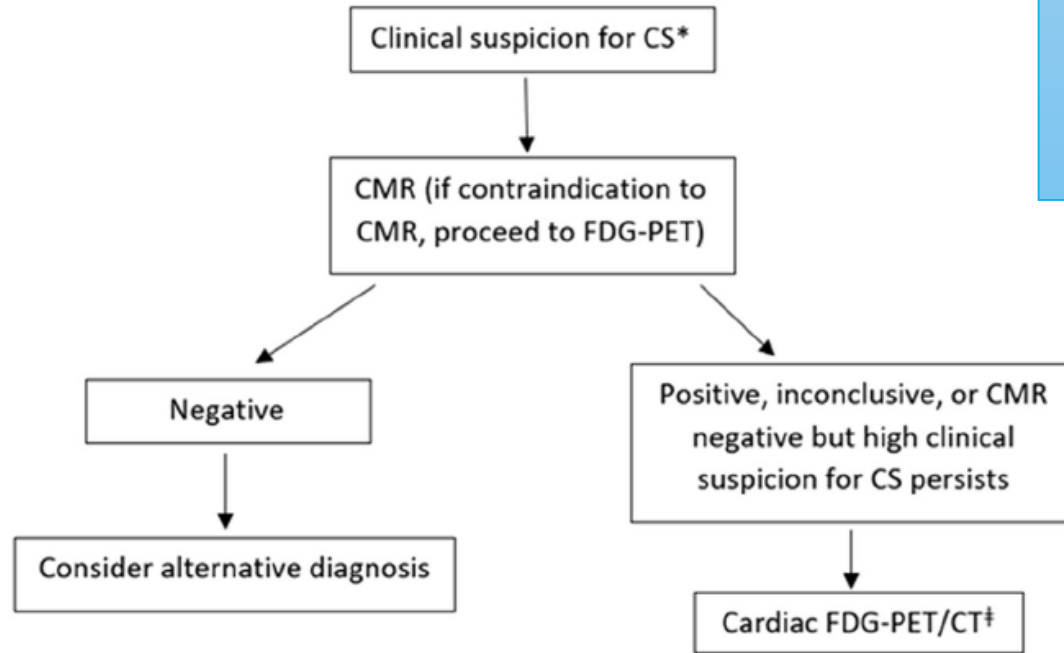 Clinical suspicion for CS*
CMR (if contraindication to
CMR, proceed to FDG-PET)
Negative
Positive, inconclusive, or CMR
negative but high clinical
suspicion for CS persists
Consider alternative diagnosis
Cardiac FDG-PET/CT‡